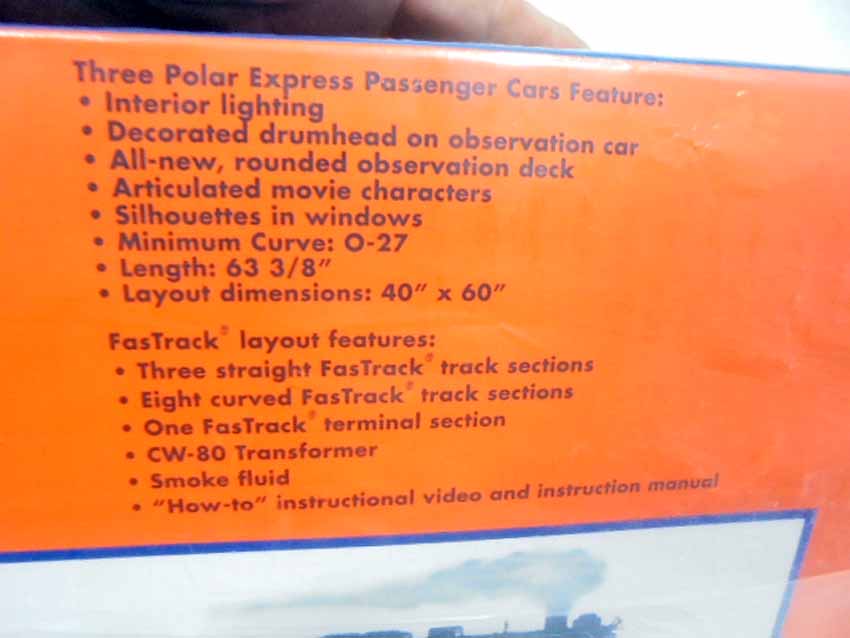 Three Polar Express Passenger Cars Feature:
• Interior lighting
• Decorated drumhead on observation car
• All-new, rounded observation deck
• Articulated movie characters
• Silhouettes in windows
• Minimum Curve: O-27
• Length: 63 3/8"
• Layout dimensions: 40" x 60"
FasTrack® layout features:
• Three straight FasTrack® track sections
• Eight curved FasTrack® track sections
• One FasTrack® terminal section
• CW-80 Transformer
• Smoke fluid
• "How-to" instructional video and instruction manual